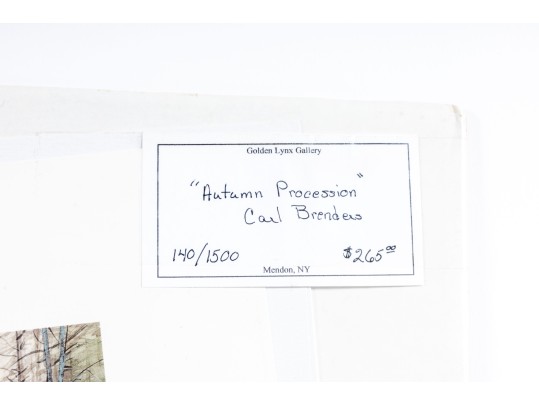 Golden Lynx Gallery
"Autumn Procession"
Carl Brenders
140/1500 $265.00
Mendon, NY